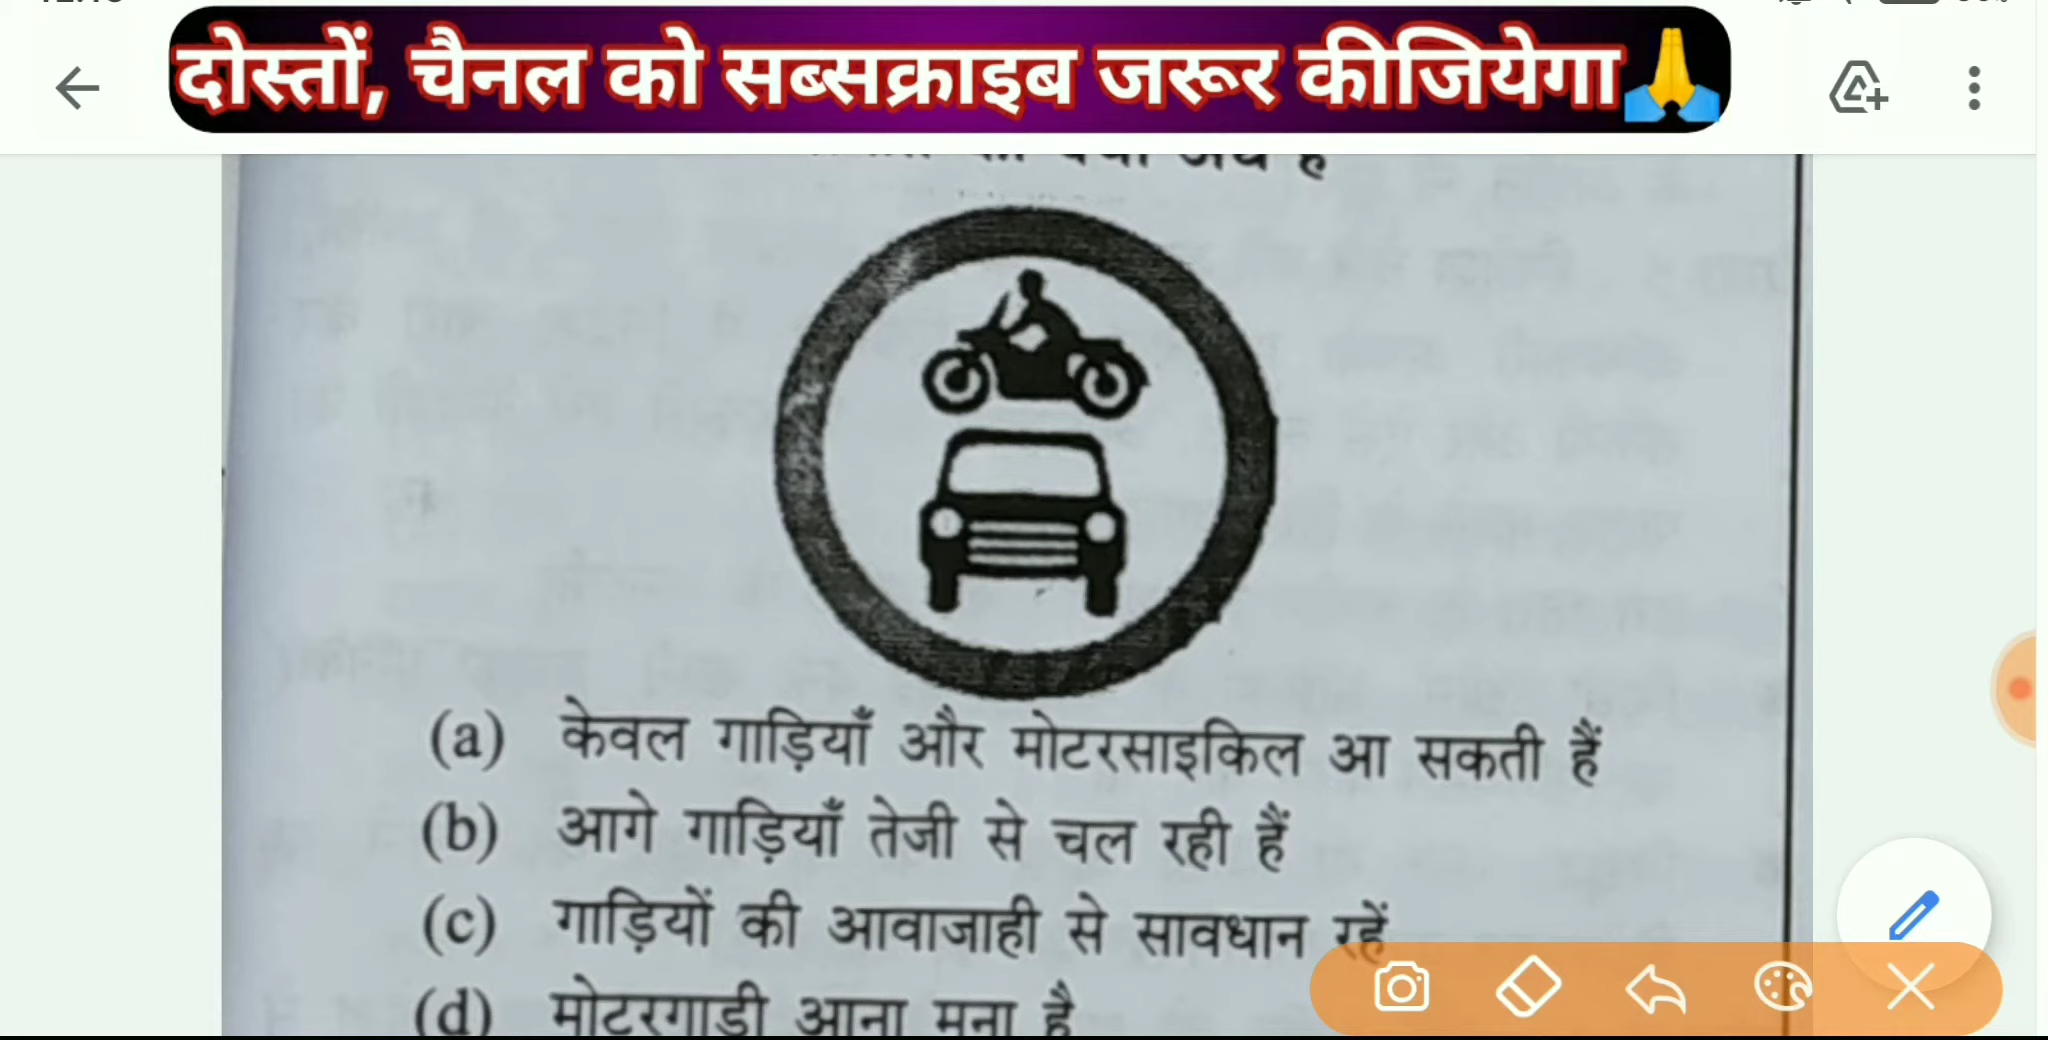 दोस्तों, चैनल को सब्सक्राइब जरूर कीजियेगा🙏
है
(a) केवल गाड़ियाँ और मोटरसाइकिल आ सकती हैं
(b) आगे गाड़ियाँ तेजी से चल रही हैं
(c) गाड़ियों की आवाजाही से सावधान रहें
(d) मोटरगाड़ी आना मना है